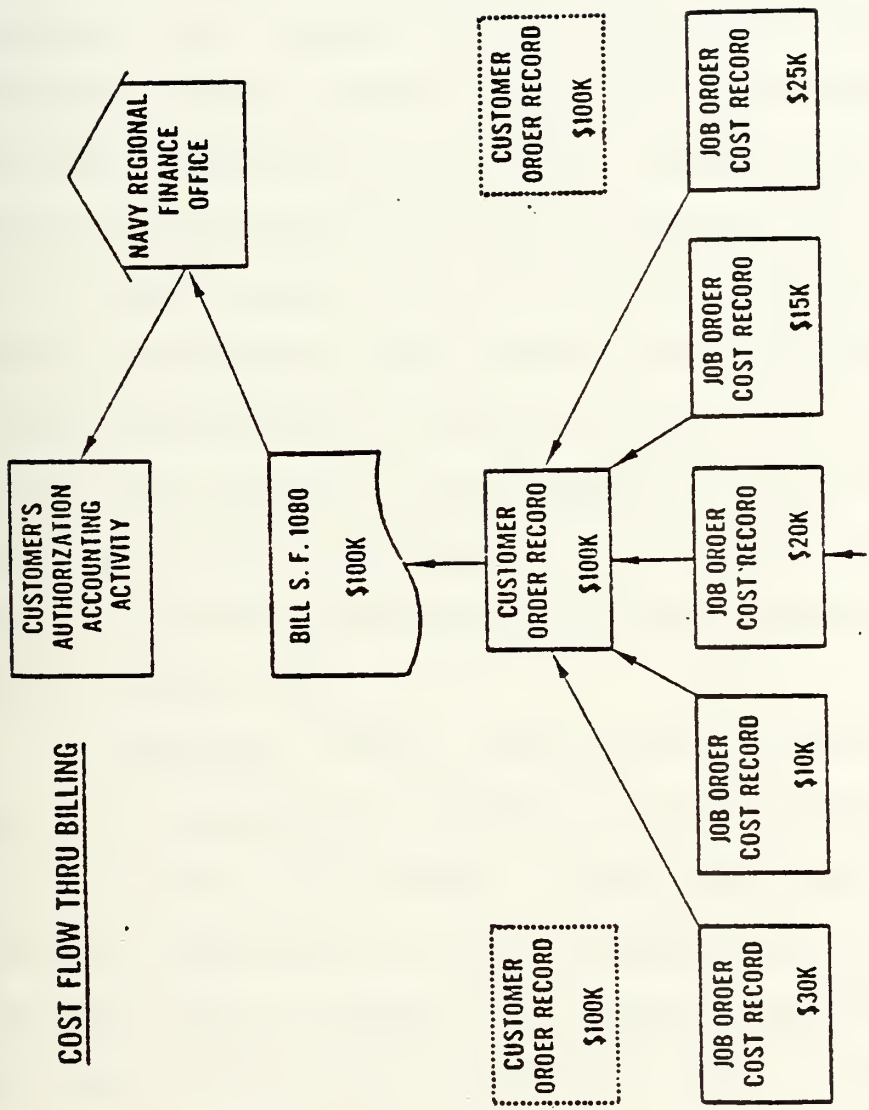 COST FLOW THRU BILLING
CUSTOMER'S
AUTHORIZATION
ACCOUNTING
ACTIVITY
NAVY REGIONAL
FINANCE
OFFICE
BILL S. F. 1080
$100K
CUSTOMER
ORDER RECORD
$100K
CUSTOMER
ORDER RECORD
$100K
CUSTOMER
ORDER RECORD
$100K
JOB ORDER
COST RECORD
$30K
JOB ORDER
COST RECORD
$10K
JOB ORDER
COST RECORD
$20K
JOB ORDER
COST RECORD
$15K
JOB ORDER
COST RECORD
$25K